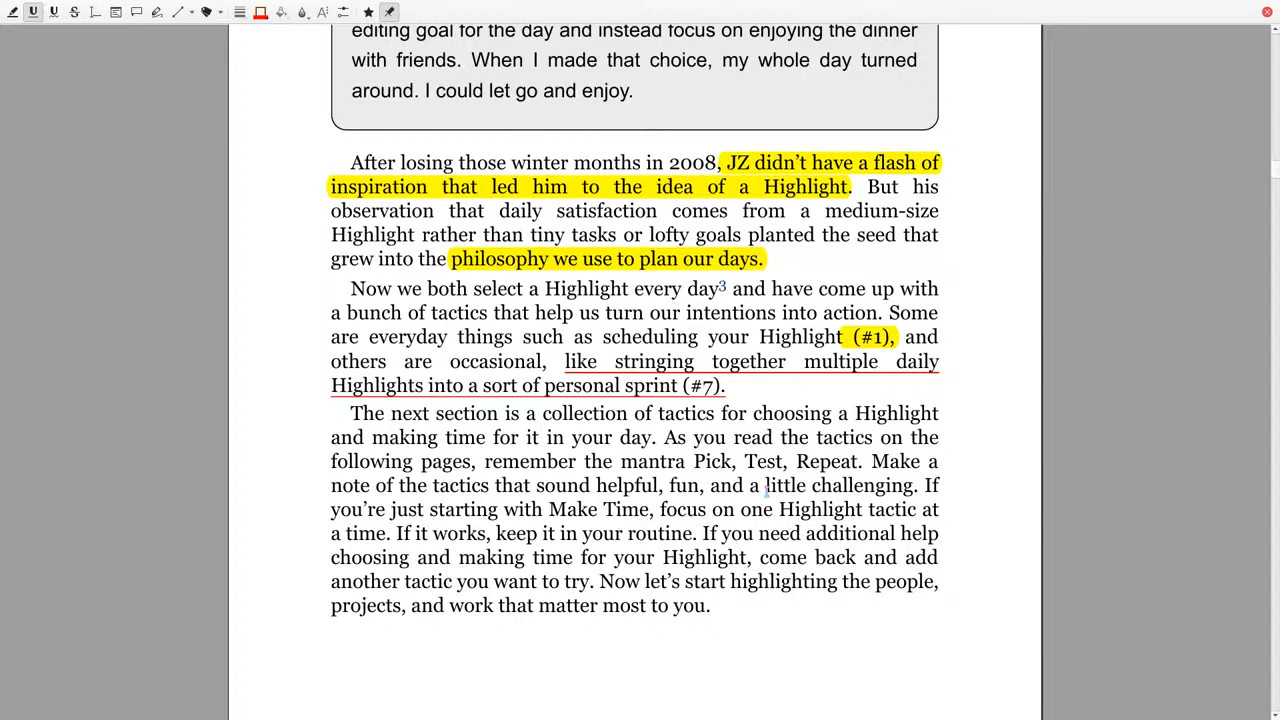 editing goal for the day and instead focus on enjoying the dinner
with friends. When I made that choice, my whole day turned
around. I could let go and enjoy.
After losing those winter months in 2008, JZ didn’t have a flash of
inspiration that led him to the idea of a Highlight. But his
observation that daily satisfaction comes from a medium-size
Highlight rather than tiny tasks or lofty goals planted the seed that
grew into the philosophy we use to plan our days.
Now we both select a Highlight every day3 and have come up with
a bunch of tactics that help us turn our intentions into action. Some
are everyday things such as scheduling your Highlight (#1), and
others are occasional, like stringing together multiple daily
Highlights into a sort of personal sprint (#7).
The next section is a collection of tactics for choosing a Highlight
and making time for it in your day. As you read the tactics on the
following pages, remember the mantra Pick, Test, Repeat. Make a
note of the tactics that sound helpful, fun, and a little challenging. If
you’re just starting with Make Time, focus on one Highlight tactic at
a time. If it works, keep it in your routine. If you need additional help
choosing and making time for your Highlight, come back and add
another tactic you want to try. Now let’s start highlighting the people,
projects, and work that matter most to you.